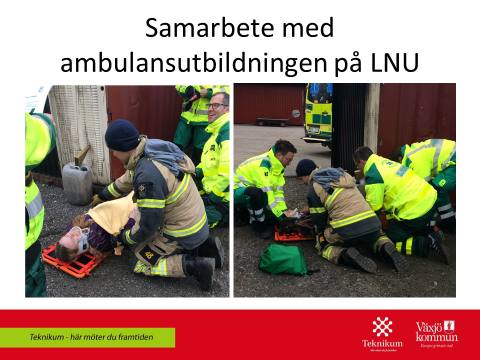 Samarbete med
ambulansutbildningen på LNU
Teknikum - här möter du framtiden
Teknikum
Växjö
kommun